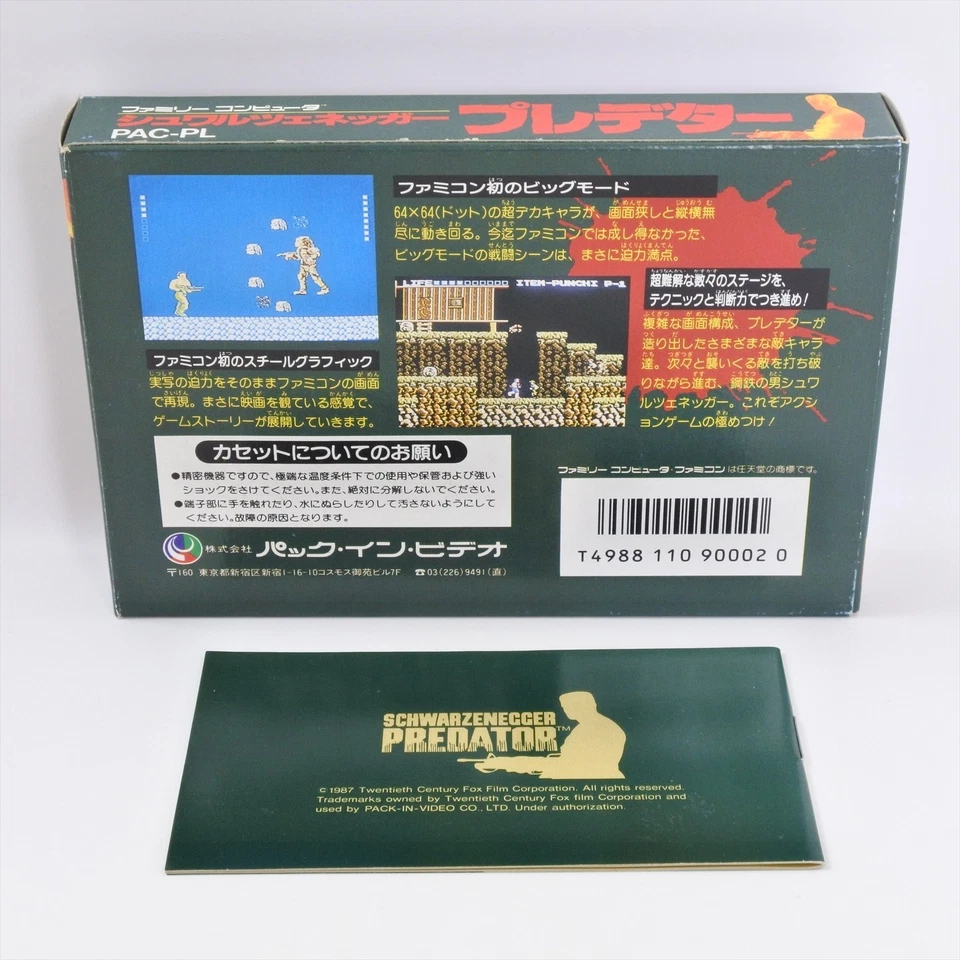 ファミリー コンピュータ™
シュワルツェネッガー プレデター
PAC-PL
ファミコン初のビッグモード
64×64(ドット)の超デカキャラが、画面狭しと縦横無
尽に動き回る。今迄ファミコンでは成し得なかった、
ビッグモードの戦闘シーンは、まさに迫力満点。
LIFE ITEM-PUNCH! P-1
超難解な数々のステージを、
テクニックと判断力でつき進め!
複雑な画面構成、プレデターが
造り出したさまざまな敵キャラ
達。次々と襲いくる敵を打ち破
りながら進む、鋼鉄の男シュワ
ルツェネッガー。これぞアクシ
ョンゲームの極めつけ!
ファミコン初のスチールグラフィック
実写の迫力をそのままファミコンの画面
で再現。まさに映画を観ている感覚で、
ゲームストーリーが展開していきます。
カセットについてのお願い
●精密機器ですので、極端な温度条件下での使用や保管および強い
ショックをさけてください。また、絶対に分解しないでください。
●端子部に手を触れたり、水にぬらしたりして汚さないようにして
ください。故障の原因となります。
株式会社 パック・イン・ビデオ
〒160 東京都新宿区新宿1-16-10コスモス御苑ビル7F ☎03(226)9491(直)
ファミリー コンピュータ・ファミコンは任天堂の商標です。
T4988 110 90002 0
SCHWARZENEGGER
PREDATOR™
©1987 Twentieth Century Fox Film Corporation. All rights reserved.
Trademarks owned by Twentieth Century Fox film Corporation and
used by PACK-IN-VIDEO CO., LTD. Under authorization.